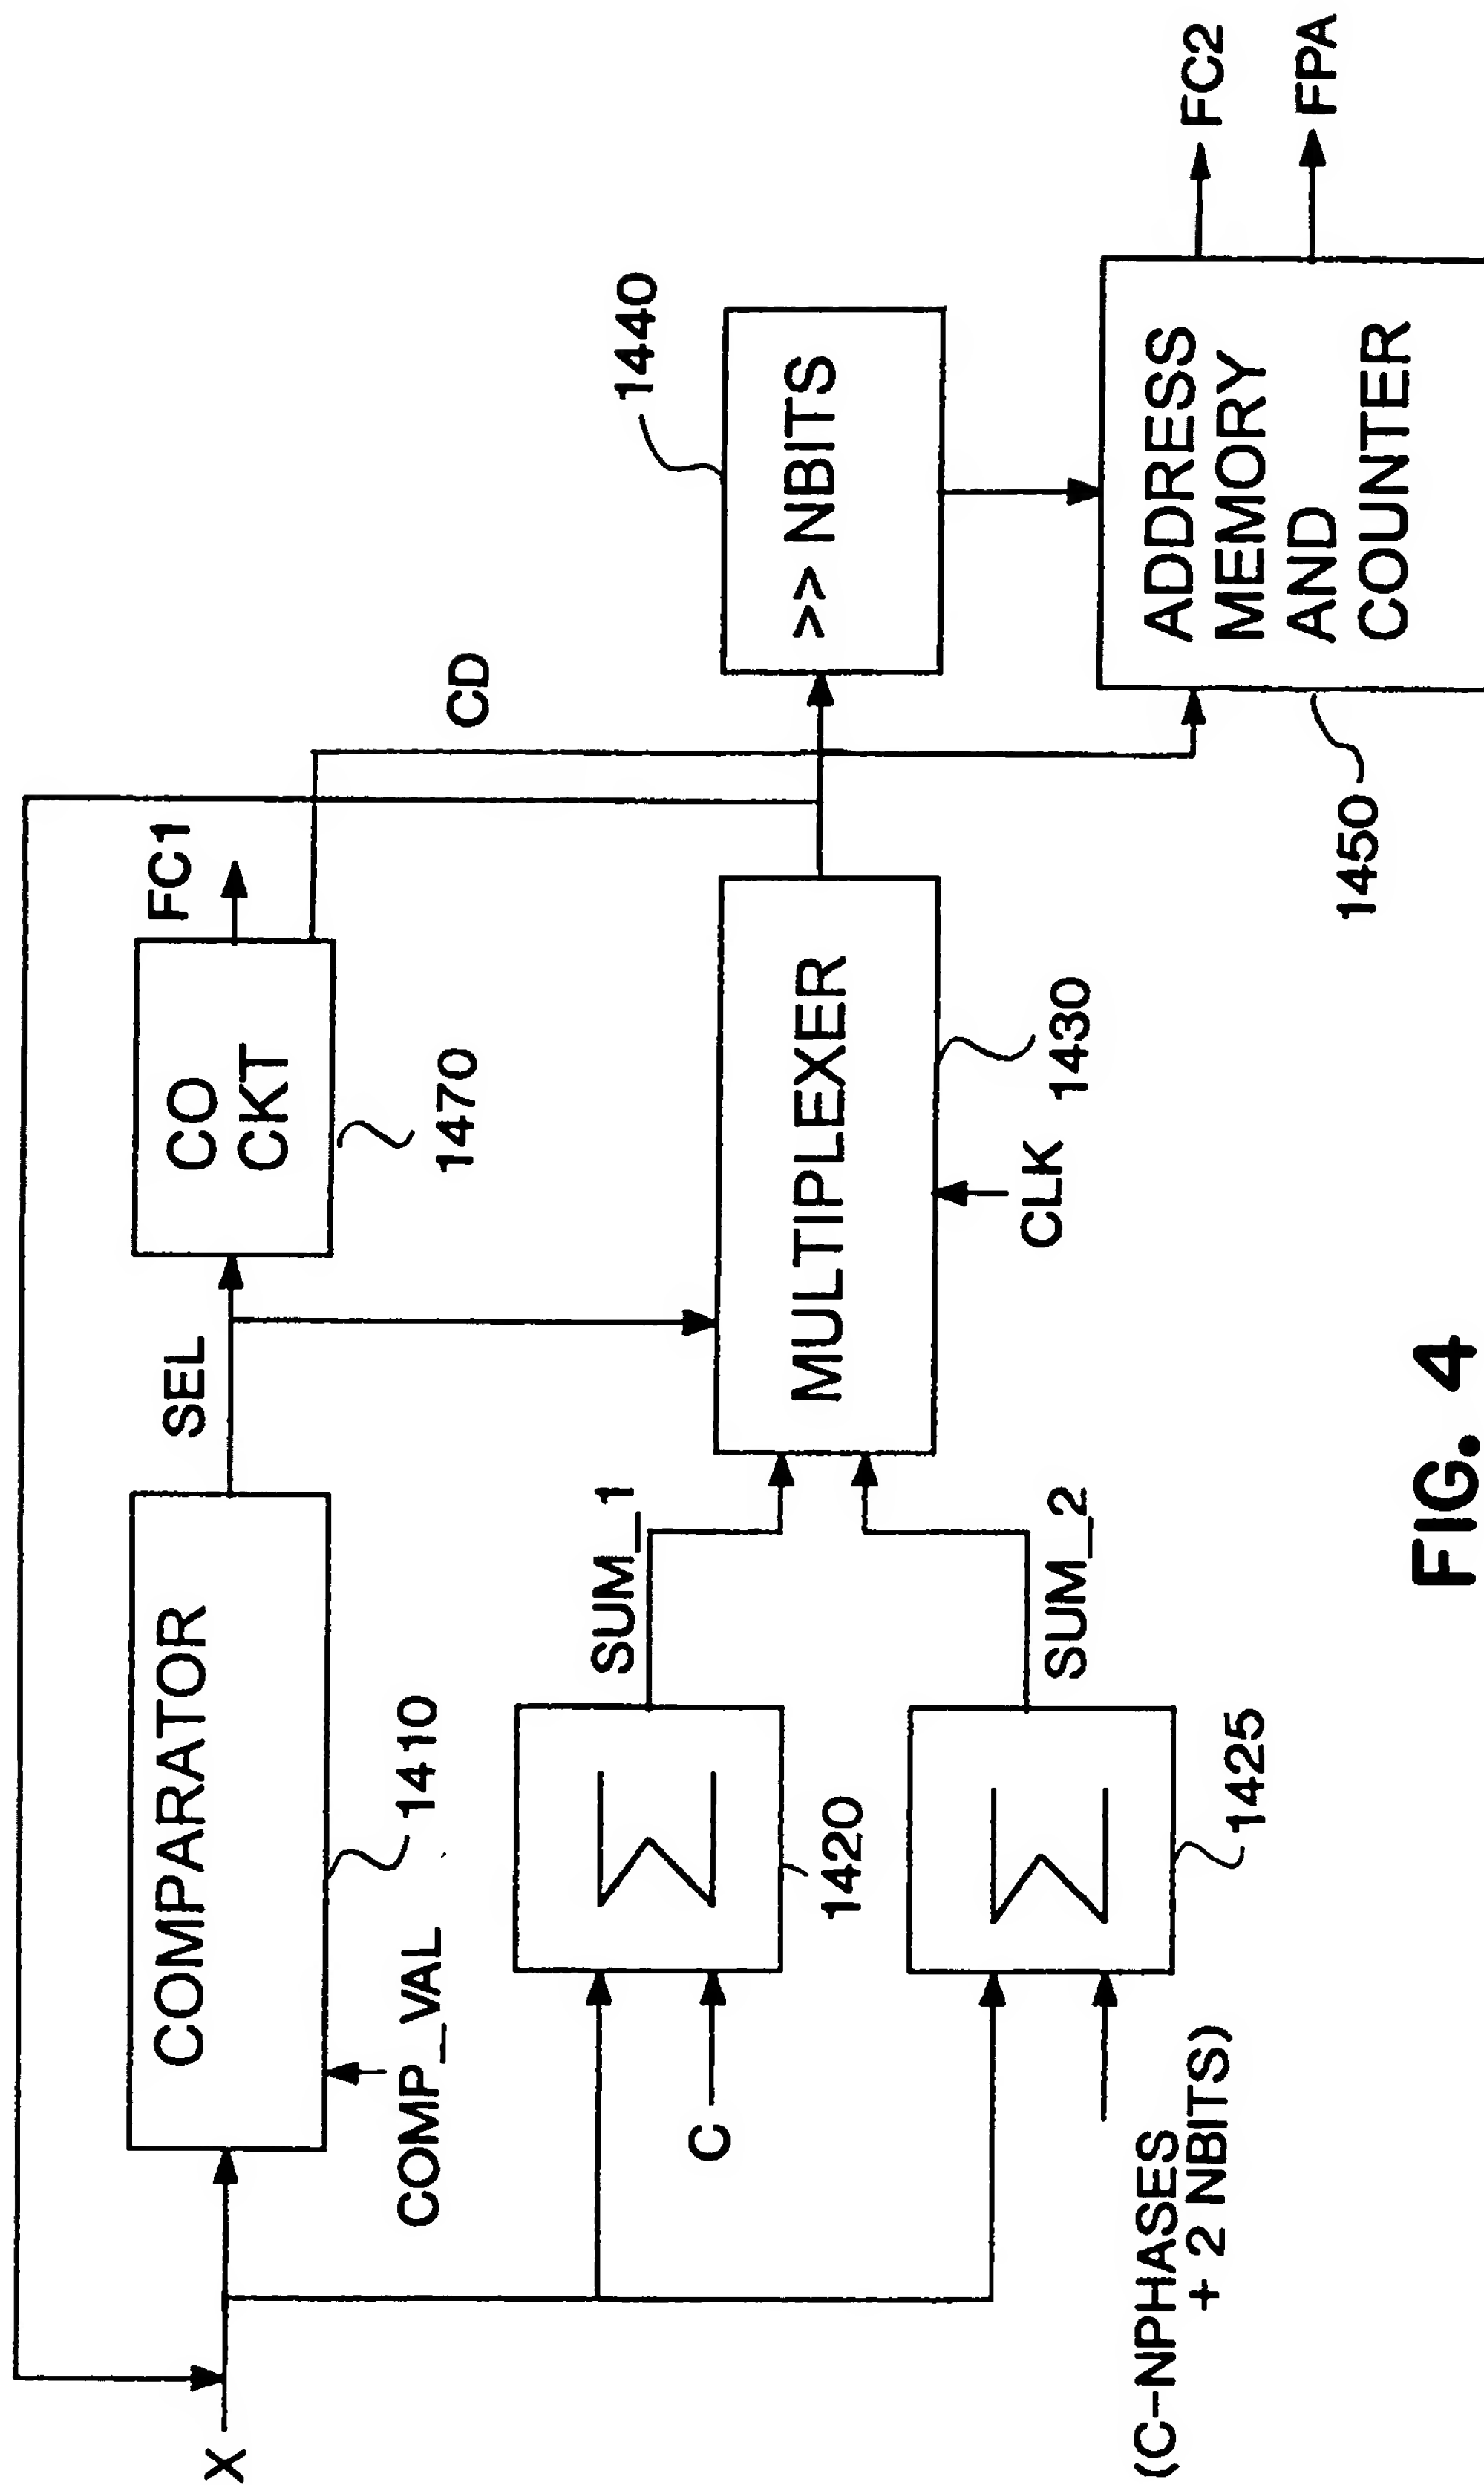 X
COMPARATOR
1410
COMP_VAL
SEL
CO
CKT
1470
FC1
CD
1420
C
SUM_1
1425
(C-NPHASES
+ 2 NBITS)
SUM_2
MULTIPLEXER
1430
CLK
>> NBITS
1440
ADDRESS
MEMORY
AND
COUNTER
1450
FC2
FPA
Σ
Σ
FIG. 4